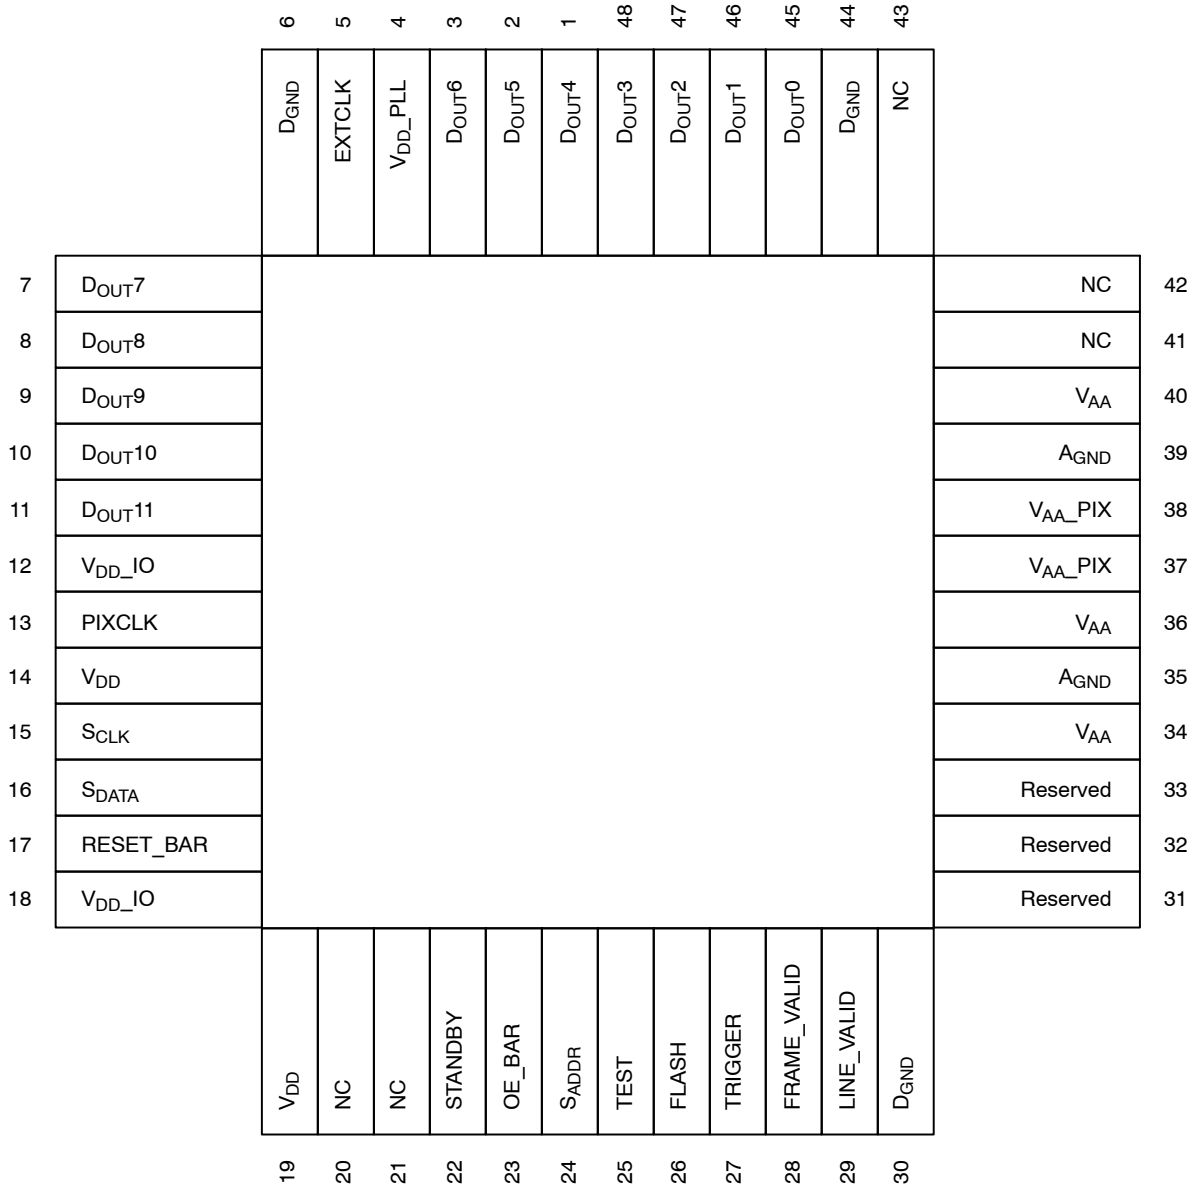 6 5 4 3 2 1 48 47 46 45 44 43
DGND EXTCLK VDD_PLL DOUT6 DOUT5 DOUT4 DOUT3 DOUT2 DOUT1 DOUT0 DGND NC
7 DOUT7 NC 42
8 DOUT8 NC 41
9 DOUT9 VAA 40
10 DOUT10 AGND 39
11 DOUT11 VAA_PIX 38
12 VDD_IO VAA_PIX 37
13 PIXCLK VAA 36
14 VDD AGND 35
15 SCLK VAA 34
16 SDATA Reserved 33
17 RESET_BAR Reserved 32
18 VDD_IO Reserved 31
VDD NC NC STANDBY OE_BAR SADDR TEST FLASH TRIGGER FRAME_VALID LINE_VALID DGND
19 20 21 22 23 24 25 26 27 28 29 30